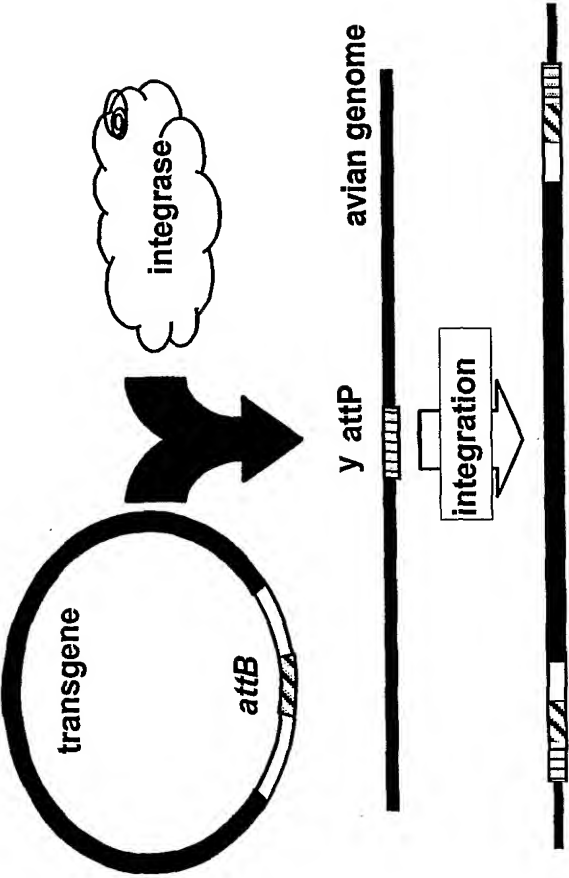 transgene
attB
integrase
y attP
avian genome
integration